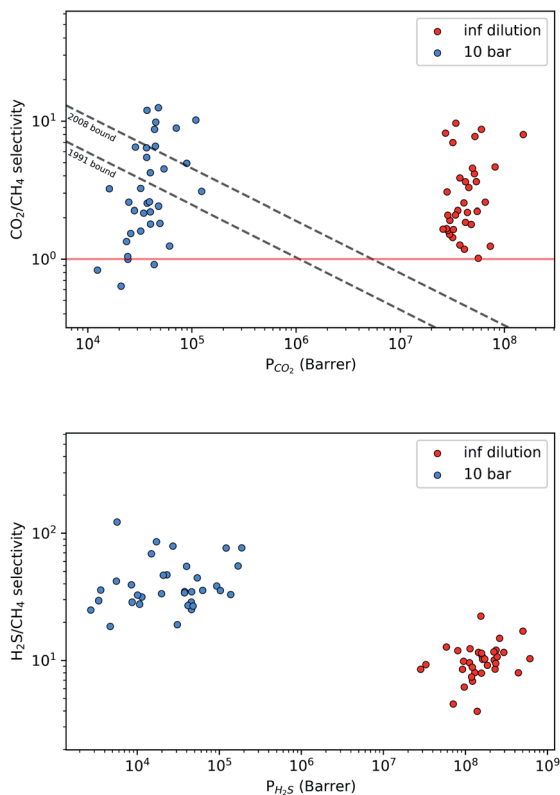 inf dilution
10 bar
CO₂/CH₄ selectivity
10¹
10⁰
2008 bound
1991 bound
10⁴ 10⁵ 10⁶ 10⁷ 10⁸
P_CO₂ (Barrer)
inf dilution
10 bar
H₂S/CH₄ selectivity
10²
10¹
10⁴ 10⁵ 10⁶ 10⁷ 10⁸ 10⁹
P_H₂S (Barrer)